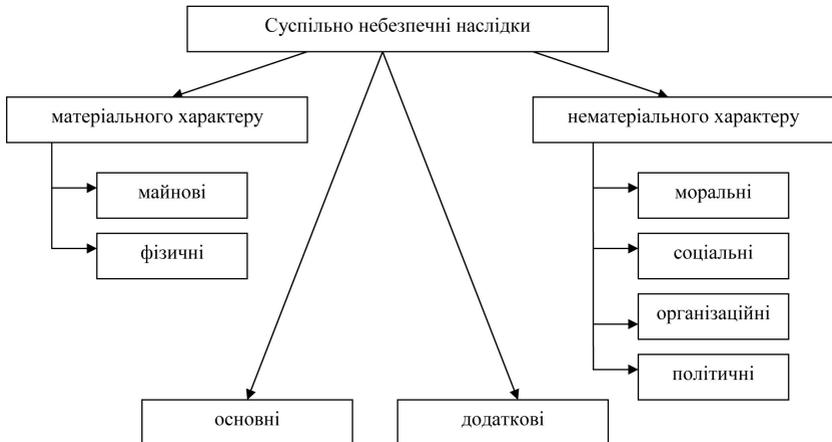 Суспільно небезпечні наслідки
матеріального характеру
нематеріального характеру
майнові
фізичні
моральні
соціальні
організаційні
політичні
основні
додаткові